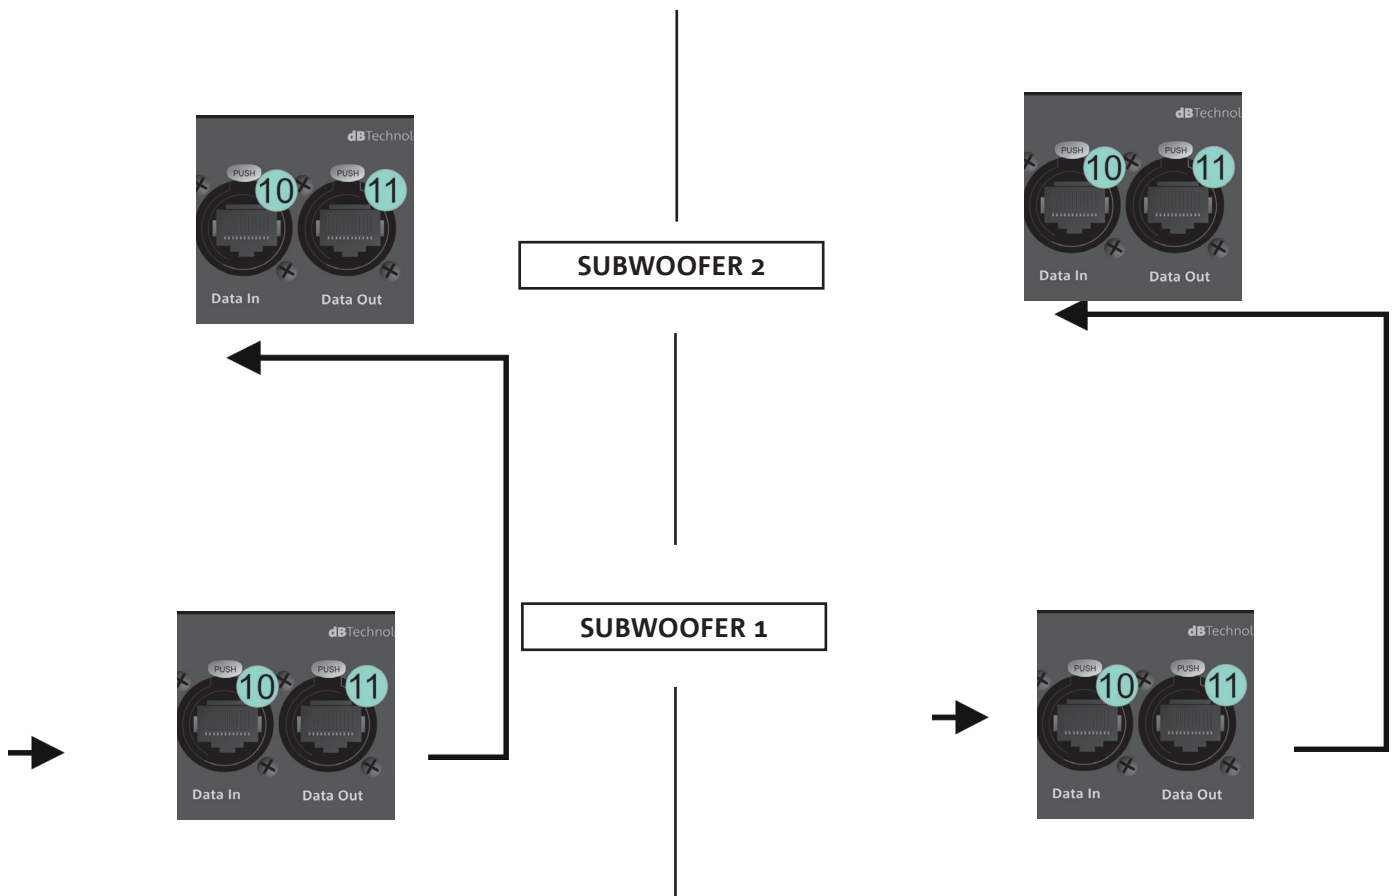 dBTechnol
PUSH
10
PUSH
11
Data In
Data Out
SUBWOOFER 2
dBTechnol
PUSH
10
PUSH
11
Data In
Data Out
dBTechnol
PUSH
10
PUSH
11
Data In
Data Out
SUBWOOFER 1
dBTechnol
PUSH
10
PUSH
11
Data In
Data Out